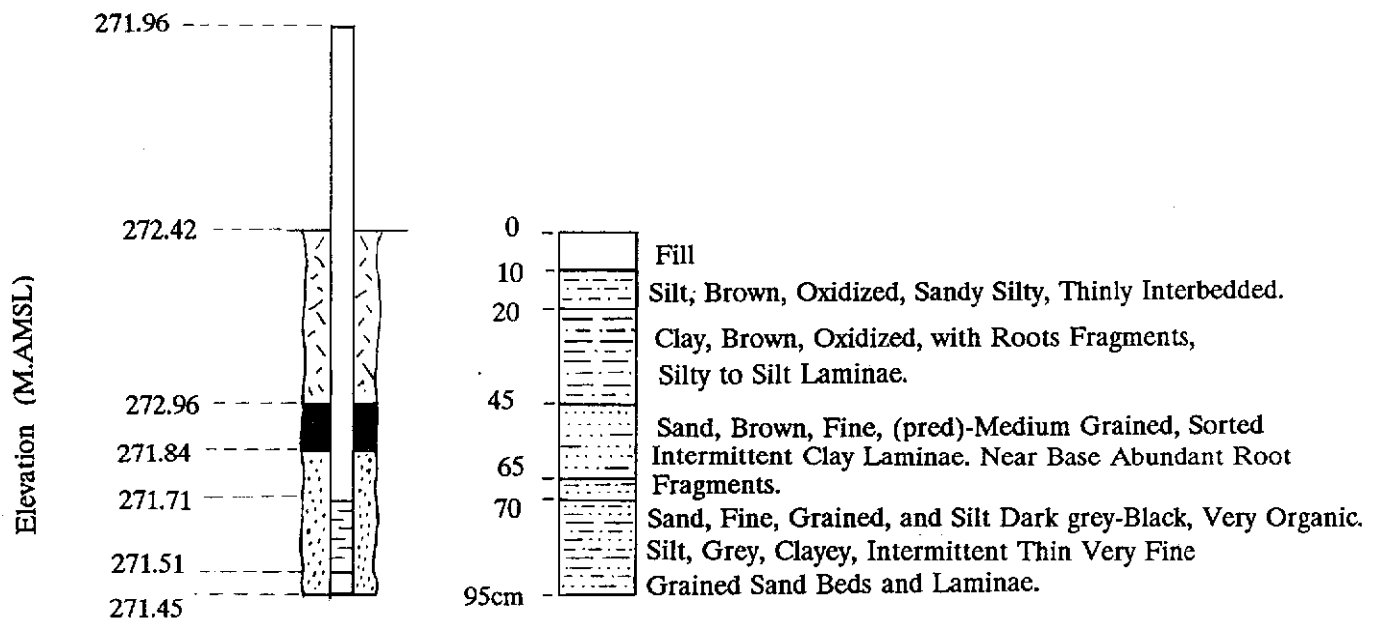 Elevation (M.AMSL)
271.96
272.42
272.96
271.84
271.71
271.51
271.45
0
10
20
45
65
70
95cm
Fill
Silt, Brown, Oxidized, Sandy Silty, Thinly Interbedded.
Clay, Brown, Oxidized, with Roots Fragments,
Silty to Silt Laminae.
Sand, Brown, Fine, (pred)-Medium Grained, Sorted
Intermittent Clay Laminae. Near Base Abundant Root
Fragments.
Sand, Fine, Grained, and Silt Dark grey-Black, Very Organic.
Silt, Grey, Clayey, Intermittent Thin Very Fine
Grained Sand Beds and Laminae.